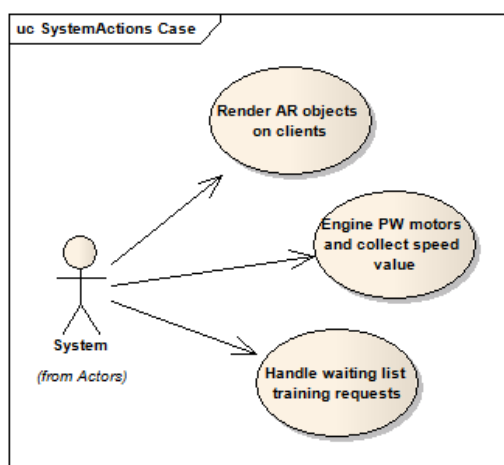 uc SystemActions Case
Render AR objects
on clients
Engine PW motors
and collect speed
value
System
(from Actors)
Handle waiting list
training requests